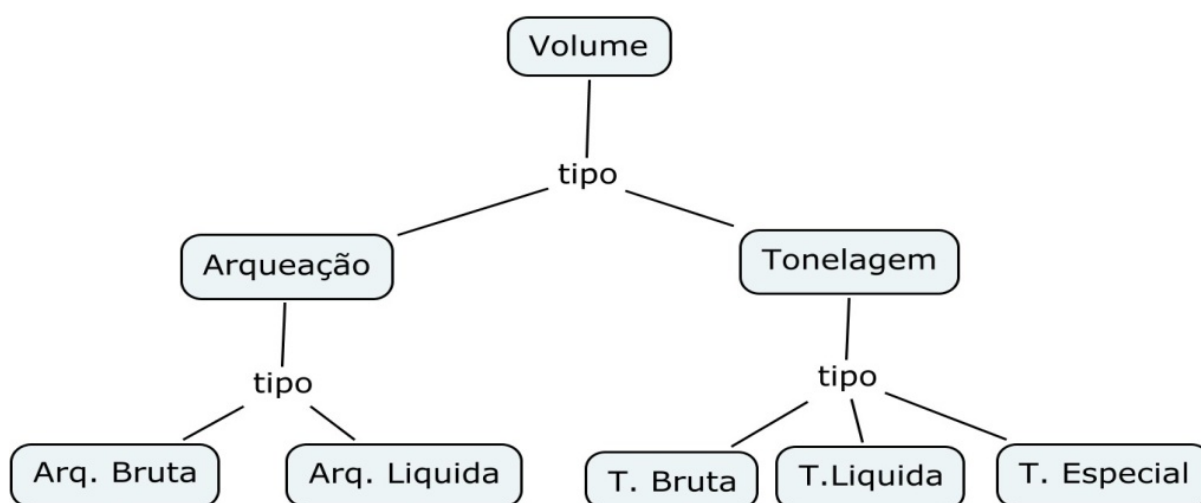 Volume
tipo
Arqueação
Tonelagem
tipo
tipo
Arq. Bruta
Arq. Liquida
T. Bruta
T.Liquida
T. Especial